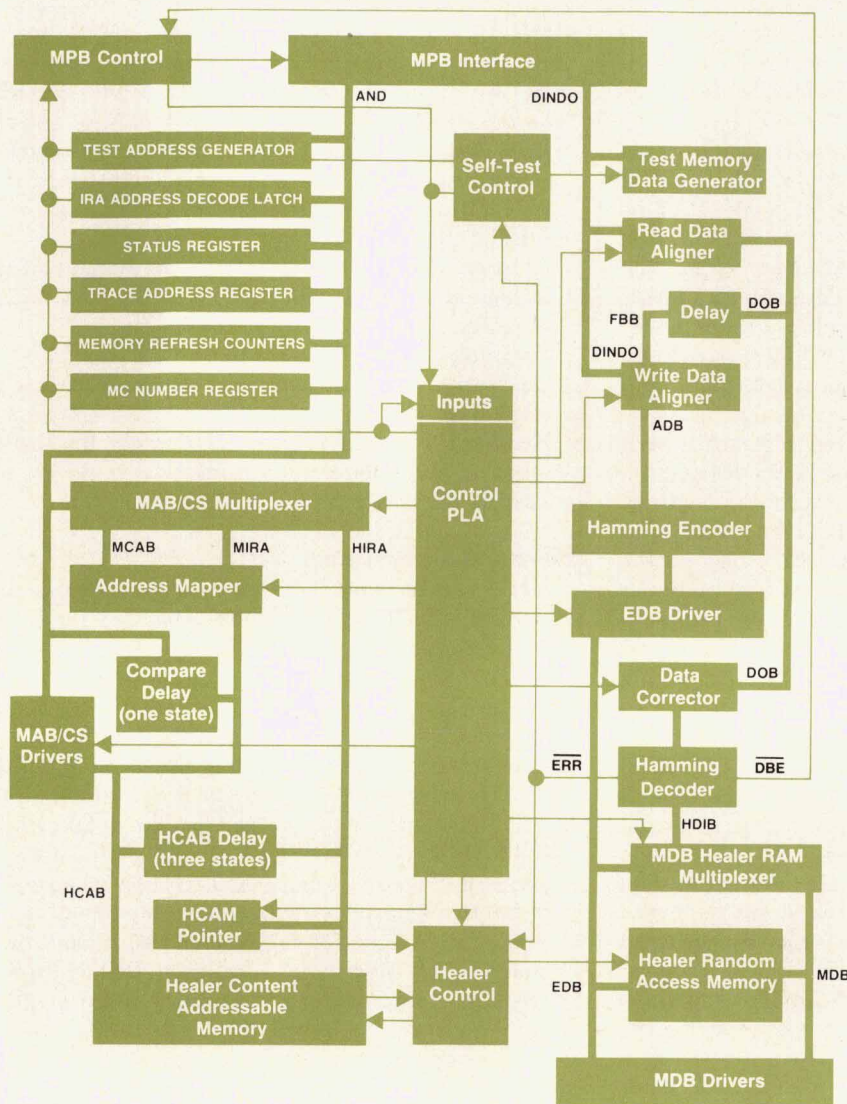 MPB Control
MPB Interface
AND
DINDO
TEST ADDRESS GENERATOR
IRA ADDRESS DECODE LATCH
STATUS REGISTER
TRACE ADDRESS REGISTER
MEMORY REFRESH COUNTERS
MC NUMBER REGISTER
Self-Test
Control
Test Memory
Data Generator
Read Data
Aligner
FBB
Delay
DOB
DINDO
Write Data
Aligner
ADB
Inputs
Control
PLA
MAB/CS Multiplexer
MCAB
MIRA
HIRA
Address Mapper
Compare
Delay
(one state)
MAB/CS
Drivers
HCAB Delay
(three states)
HCAB
HCAM
Pointer
Healer Content
Addressable
Memory
Healer
Control
Hamming Encoder
EDB Driver
Data
Corrector
DOB
ERR
Hamming
Decoder
DBE
HDIB
MDB Healer RAM
Multiplexer
Healer Random
Access Memory
EDB
MDB
MDB Drivers